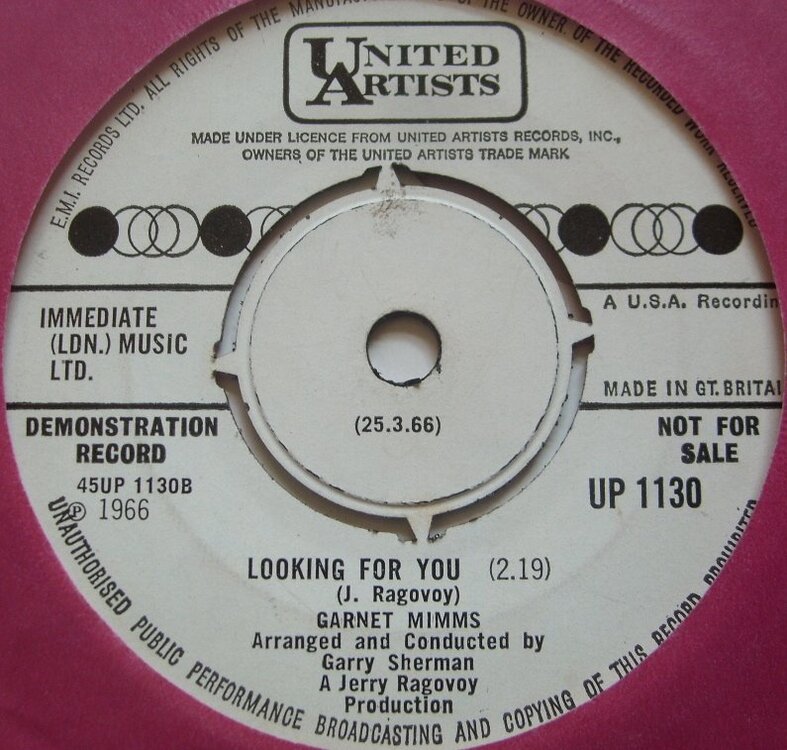 E.M.I. RECORDS LTD. ALL RIGHTS OF THE MANUFACTURER OF THE OWNER OF THE RECORDED WORK RESERVED
UNITED
ARTISTS
MADE UNDER LICENCE FROM UNITED ARTISTS RECORDS, INC.,
OWNERS OF THE UNITED ARTISTS TRADE MARK
IMMEDIATE
(LDN.) MUSIC
LTD.
A U.S.A. Recordin
MADE IN GT. BRITAI
DEMONSTRATION
RECORD
(25.3.66)
NOT FOR
SALE
45UP 1130B
℗ 1966
UP 1130
LOOKING FOR YOU (2.19)
(J. Ragovoy)
GARNET MIMMS
Arranged and Conducted by
Garry Sherman
A Jerry Ragovoy
Production
UNAUTHORISED PUBLIC PERFORMANCE BROADCASTING AND COPYING OF THIS RECORD PROHIBITED